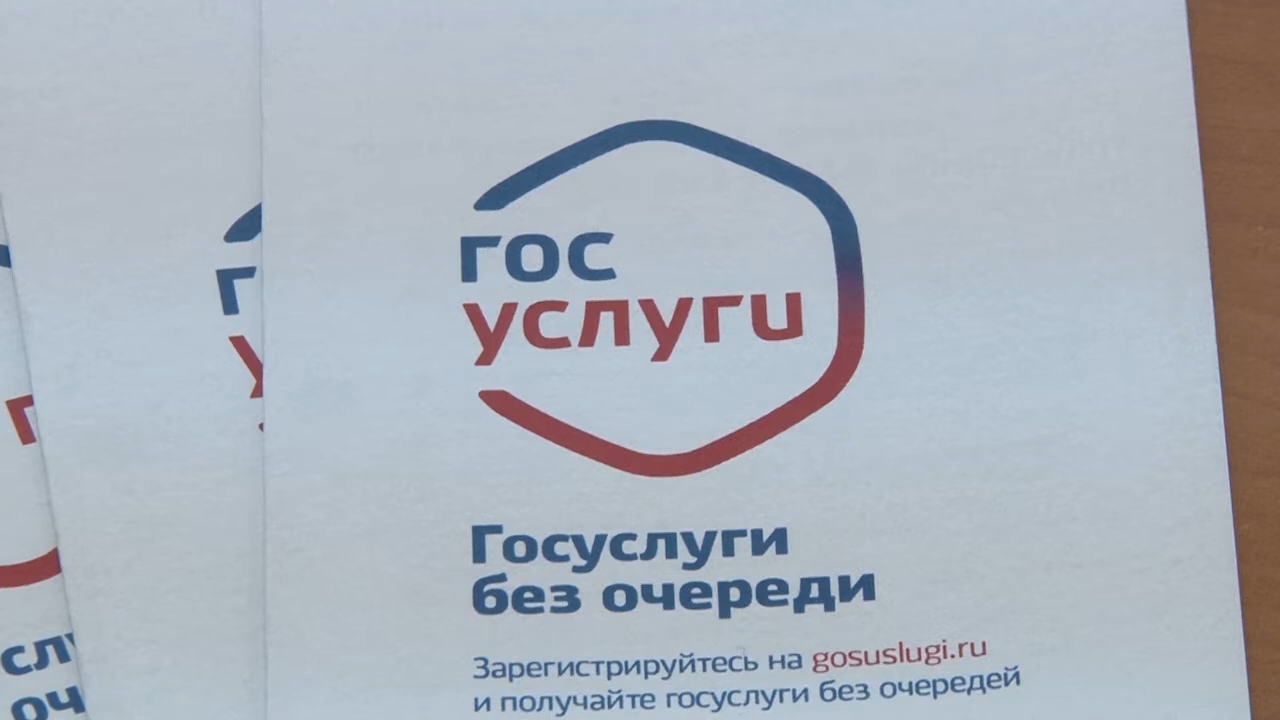 гос
услуги
Госуслуги
без очереди
Зарегистрируйтесь на gosuslugi.ru
и получайте госуслуги без очередей